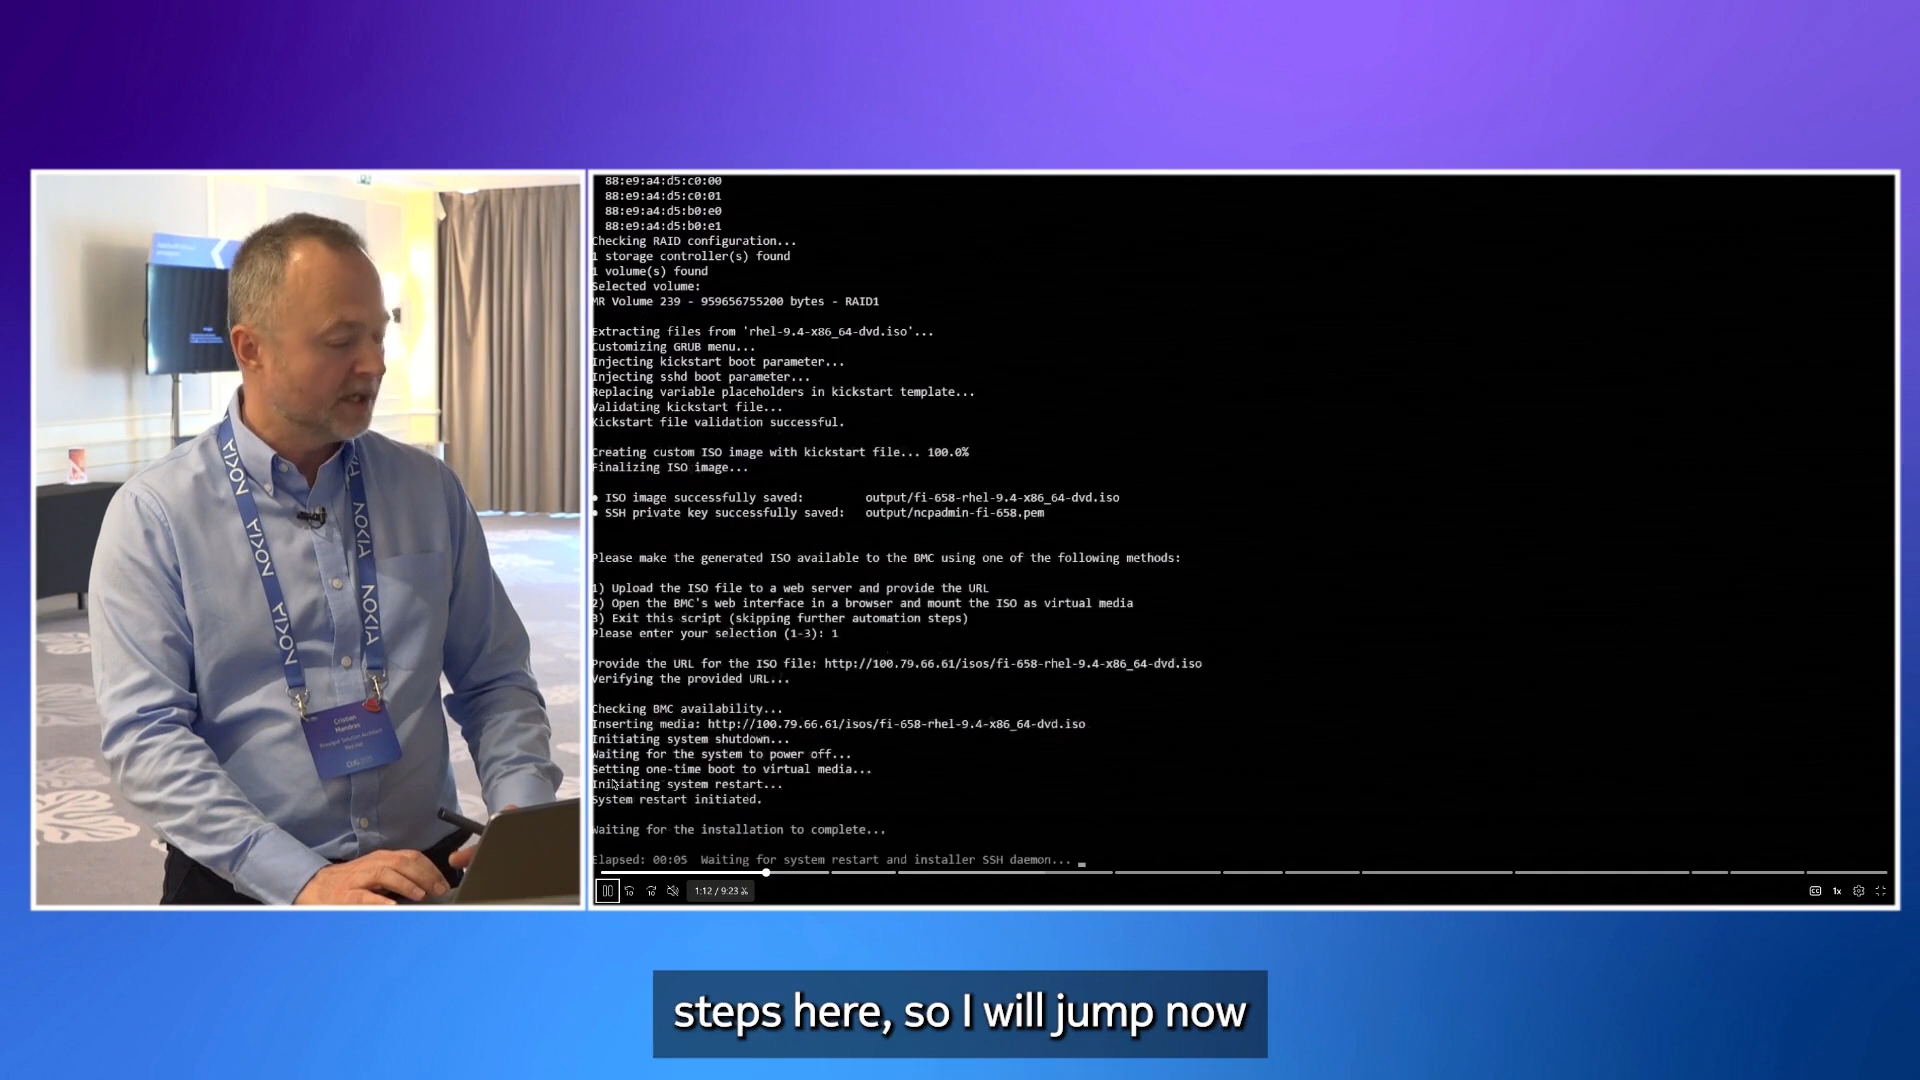 NOKIA
NOKIA
NOKIA
NOKIA
NOKIA
NOKIA
Cristian
Mandras
Red Hat
88:e9:a4:d5:c0:00
88:e9:a4:d5:c0:01
88:e9:a4:d5:b0:e0
88:e9:a4:d5:b0:e1
Checking RAID configuration...
1 storage controller(s) found
1 volume(s) found
Selected volume:
MR Volume 239 - 959656755200 bytes - RAID1
Extracting files from 'rhel-9.4-x86_64-dvd.iso'...
Customizing GRUB menu...
Injecting kickstart boot parameter...
Injecting sshd boot parameter...
Replacing variable placeholders in kickstart template...
Validating kickstart file...
Kickstart file validation successful.
Creating custom ISO image with kickstart file... 100.0%
Finalizing ISO image...
• ISO image successfully saved: output/fi-658-rhel-9.4-x86_64-dvd.iso
• SSH private key successfully saved: output/ncpadmin-fi-658.pem
Please make the generated ISO available to the BMC using one of the following methods:
1) Upload the ISO file to a web server and provide the URL
2) Open the BMC's web interface in a browser and mount the ISO as virtual media
3) Exit this script (skipping further automation steps)
Please enter your selection (1-3): 1
Provide the URL for the ISO file: http://100.79.66.61/isos/fi-658-rhel-9.4-x86_64-dvd.iso
Verifying the provided URL...
Checking BMC availability...
Inserting media: http://100.79.66.61/isos/fi-658-rhel-9.4-x86_64-dvd.iso
Initiating system shutdown...
Waiting for the system to power off...
Setting one-time boot to virtual media...
Initiating system restart...
System restart initiated.
Waiting for the installation to complete...
Elapsed: 00:05 Waiting for system restart and installer SSH daemon...
1:12 / 9:23
CC 1x
steps here, so I will jump now